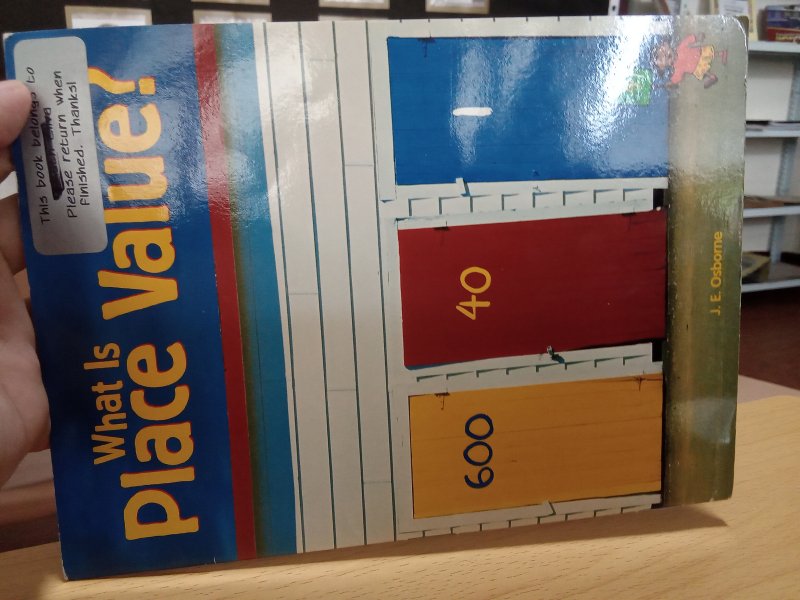 This book belongs to
Please return when
finished. Thanks!
What Is
Place Value?
600 40 1
J. E. Osborne